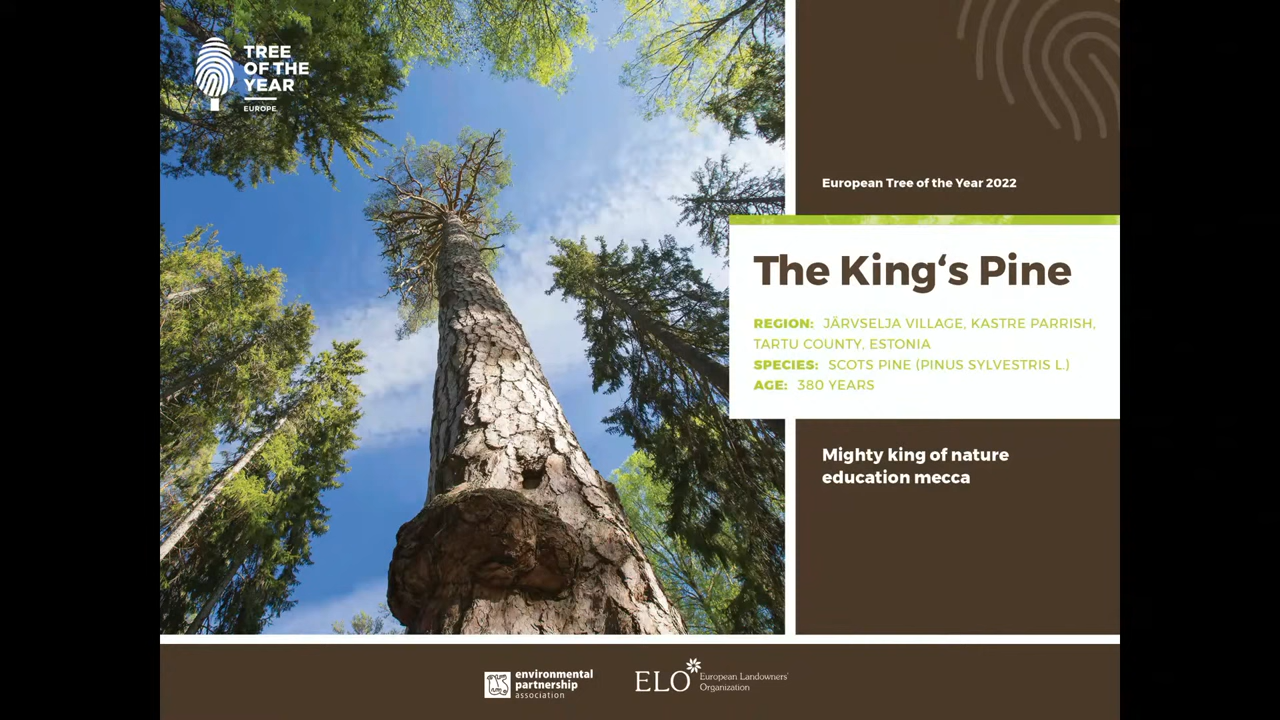 TREE
OF THE
YEAR
EUROPE
European Tree of the Year 2022
The King‘s Pine
REGION: JÄRVSELJA VILLAGE, KASTRE PARRISH,
TARTU COUNTY, ESTONIA
SPECIES: SCOTS PINE (PINUS SYLVESTRIS L.)
AGE: 380 YEARS
Mighty king of nature
education mecca
environmental
partnership
association
ELO
European Landowners'
Organization